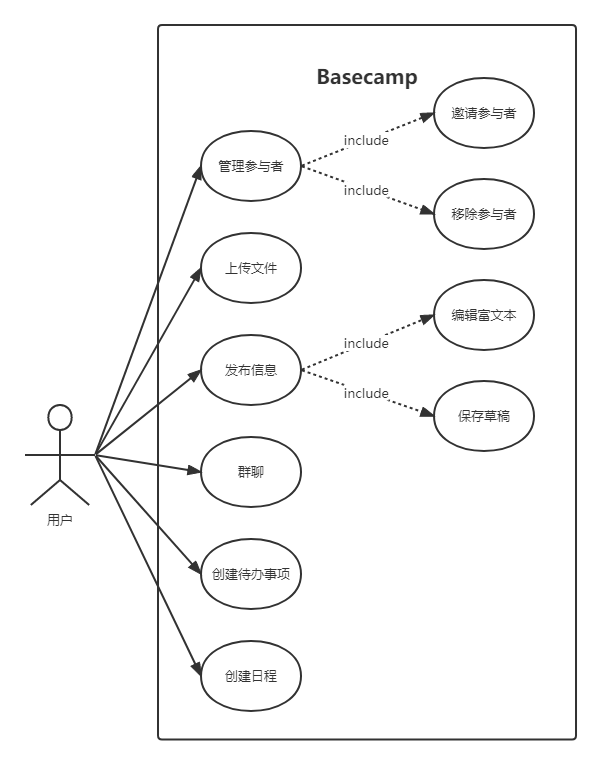 Basecamp
邀请参与者
include
管理参与者
include
移除参与者
上传文件
编辑富文本
include
发布信息
include
保存草稿
群聊
用户
创建待办事项
创建日程